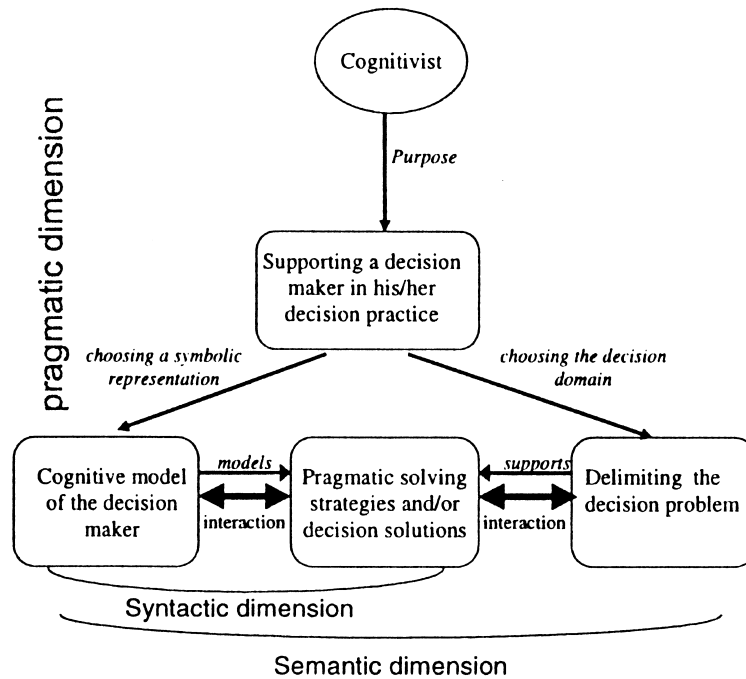 Cognitivist
pragmatic dimension
Purpose
Supporting a decision
maker in his/her
decision practice
choosing a symbolic
representation
choosing the decision
domain
Cognitive model
of the decision
maker
models
interaction
Pragmatic solving
strategies and/or
decision solutions
supports
interaction
Delimiting the
decision problem
Syntactic dimension
Semantic dimension